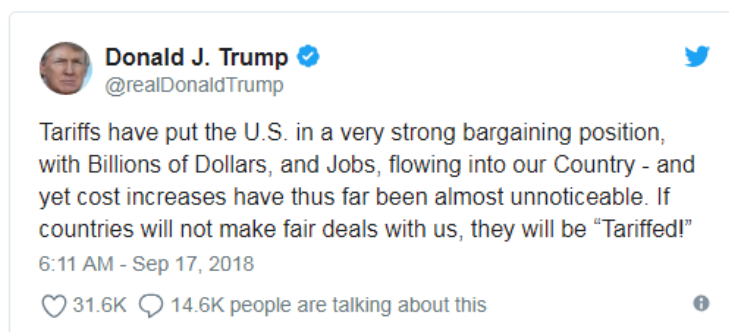 Donald J. Trump
@realDonaldTrump
Tariffs have put the U.S. in a very strong bargaining position,
with Billions of Dollars, and Jobs, flowing into our Country - and
yet cost increases have thus far been almost unnoticeable. If
countries will not make fair deals with us, they will be “Tariffed!”
6:11 AM - Sep 17, 2018
31.6K 14.6K people are talking about this